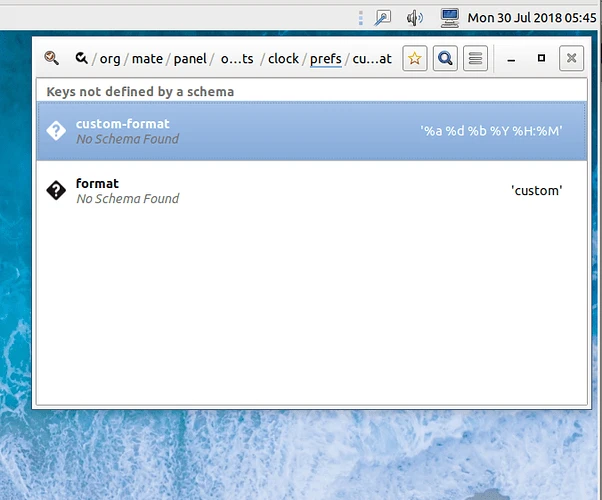 Mon 30 Jul 2018 05:45
/ org / mate / panel / o…ts / clock / prefs / cu…at
Keys not defined by a schema
custom-format
No Schema Found
'%a %d %b %Y %H:%M'
format
No Schema Found
'custom'